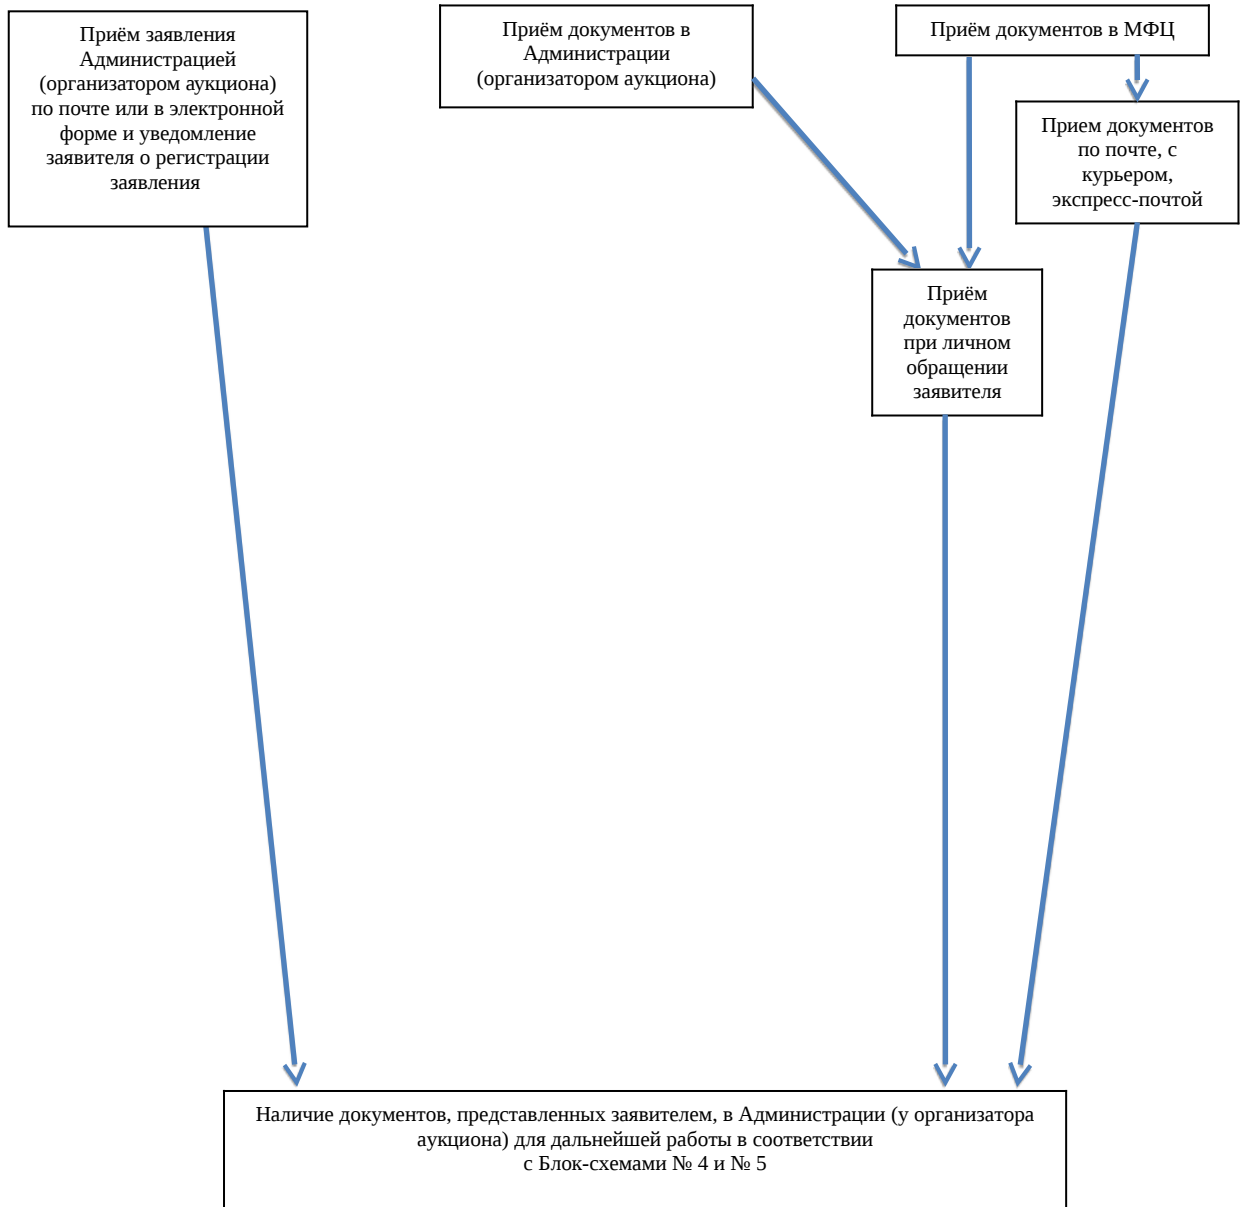 Приём заявления
Администрацией
(организатором аукциона)
по почте или в электронной
форме и уведомление
заявителя о регистрации
заявления
Приём документов в
Администрации
(организатором аукциона)
Приём документов в МФЦ
Прием документов
по почте, с
курьером,
экспресс-почтой
Приём
документов
при личном
обращении
заявителя
Наличие документов, представленных заявителем, в Администрации (у организатора
аукциона) для дальнейшей работы в соответствии
с Блок-схемами № 4 и № 5